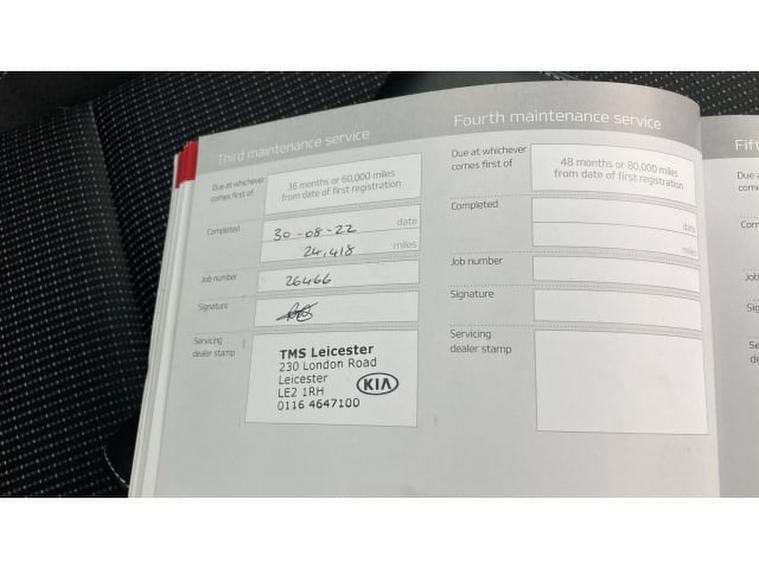 Third maintenance service
Due at whichever
comes first of
36 months or 60,000 miles
from date of first registration
Completed
30-08-22
date
24,418
miles
Job number
26466
Signature
Servicing
dealer stamp
TMS Leicester
230 London Road
Leicester
LE2 1RH
0116 4647100
KIA
Fourth maintenance service
Due at whichever
comes first of
48 months or 80,000 miles
from date of first registration
Completed
date
miles
Job number
Signature
Servicing
dealer stamp